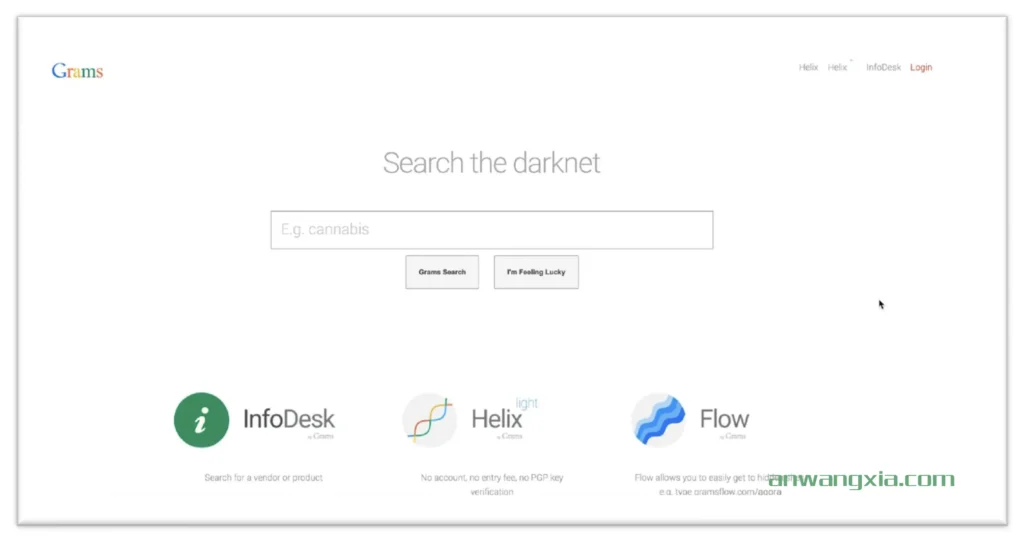 Grams
Helix Helix InfoDesk Login
Search the darknet
E.g. cannabis
Grams Search I'm Feeling Lucky
InfoDesk
by Grams
Helix light
by Grams
Flow
by Grams
Search for a vendor or product
No account, no entry fee, no PGP key
verification
Flow allows you to easily get to
e.g. type gramsflow.com/agora
anwangxia.com